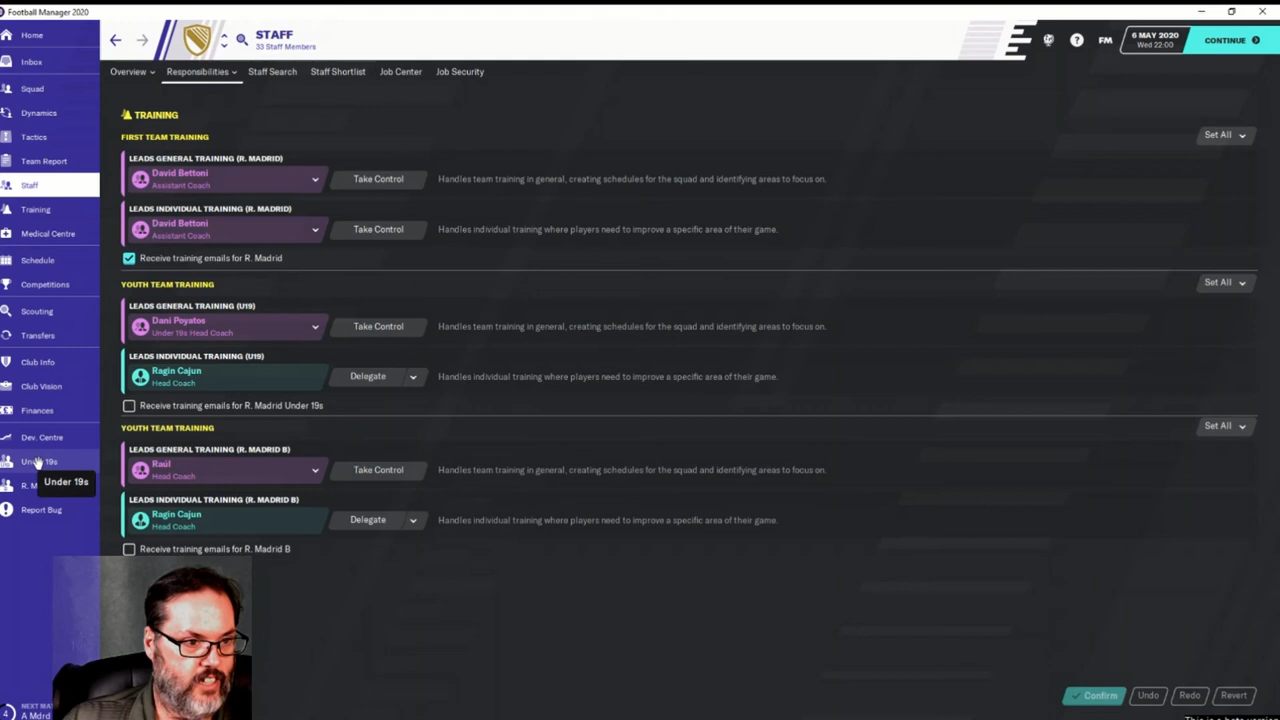 Football Manager 2020
Home
Inbox
Squad
Dynamics
Tactics
Team Report
Staff
Training
Medical Centre
Schedule
Competitions
Scouting
Transfers
Club Info
Club Vision
Finances
Dev. Centre
Under 19s
Under 19s
R. M
Report Bug
4
NEXT MA
A Mdrd
STAFF
33 Staff Members
?
FM
6 MAY 2020
Wed 22:00
CONTINUE
Overview
Responsibilities
Staff Search
Staff Shortlist
Job Center
Job Security
TRAINING
FIRST TEAM TRAINING
Set All
LEADS GENERAL TRAINING (R. MADRID)
David Bettoni
Assistant Coach
Take Control
Handles team training in general, creating schedules for the squad and identifying areas to focus on.
LEADS INDIVIDUAL TRAINING (R. MADRID)
David Bettoni
Assistant Coach
Take Control
Handles individual training where players need to improve a specific area of their game.
Receive training emails for R. Madrid
YOUTH TEAM TRAINING
Set All
LEADS GENERAL TRAINING (U19)
Dani Poyatos
Under 19s Head Coach
Take Control
Handles team training in general, creating schedules for the squad and identifying areas to focus on.
LEADS INDIVIDUAL TRAINING (U19)
Ragin Cajun
Head Coach
Delegate
Handles individual training where players need to improve a specific area of their game.
Receive training emails for R. Madrid Under 19s
YOUTH TEAM TRAINING
Set All
LEADS GENERAL TRAINING (R. MADRID B)
Raúl
Head Coach
Take Control
Handles team training in general, creating schedules for the squad and identifying areas to focus on.
LEADS INDIVIDUAL TRAINING (R. MADRID B)
Ragin Cajun
Head Coach
Delegate
Handles individual training where players need to improve a specific area of their game.
Receive training emails for R. Madrid B
Confirm
Undo
Redo
Revert